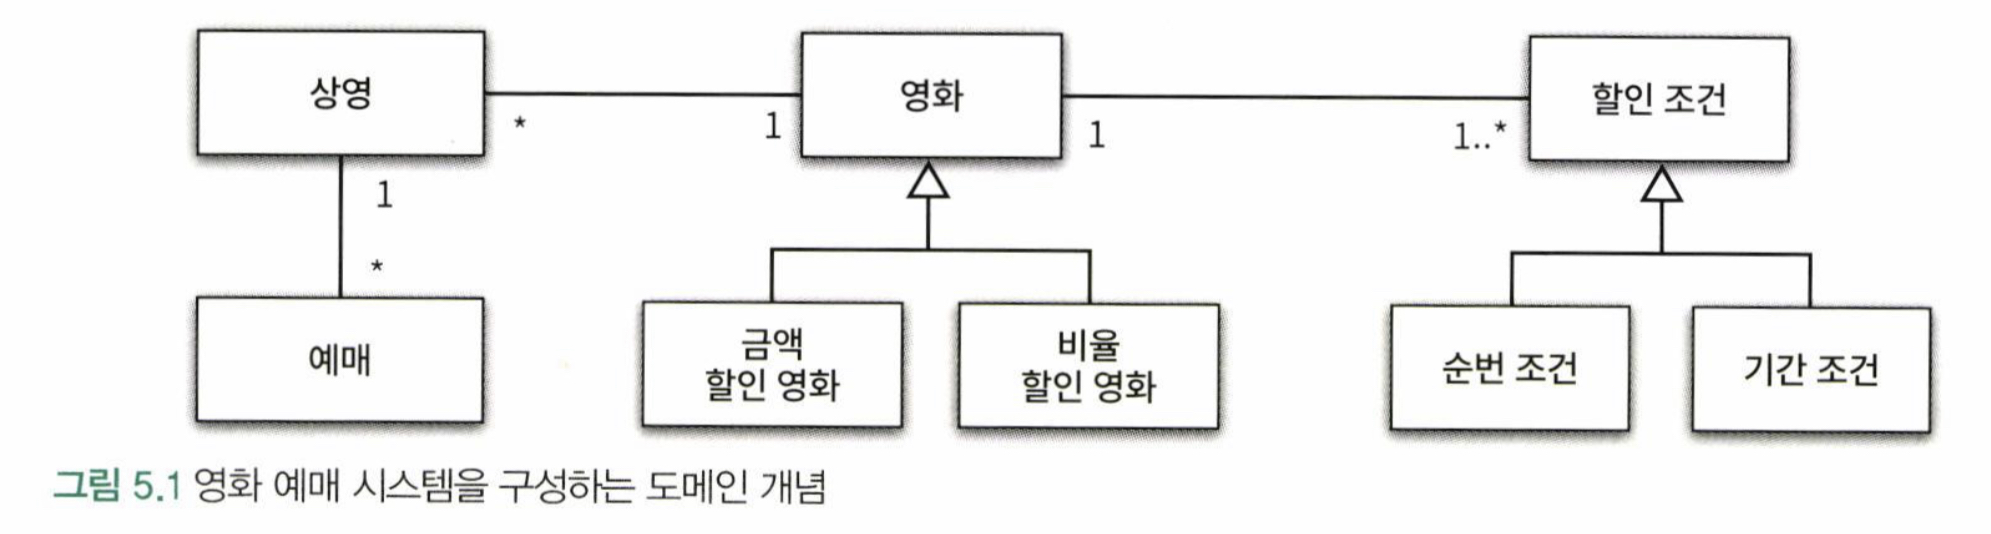 상영
영화
할인 조건
*
1
1
1..*
1
*
예매
금액
할인 영화
비율
할인 영화
순번 조건
기간 조건
그림 5.1 영화 예매 시스템을 구성하는 도메인 개념